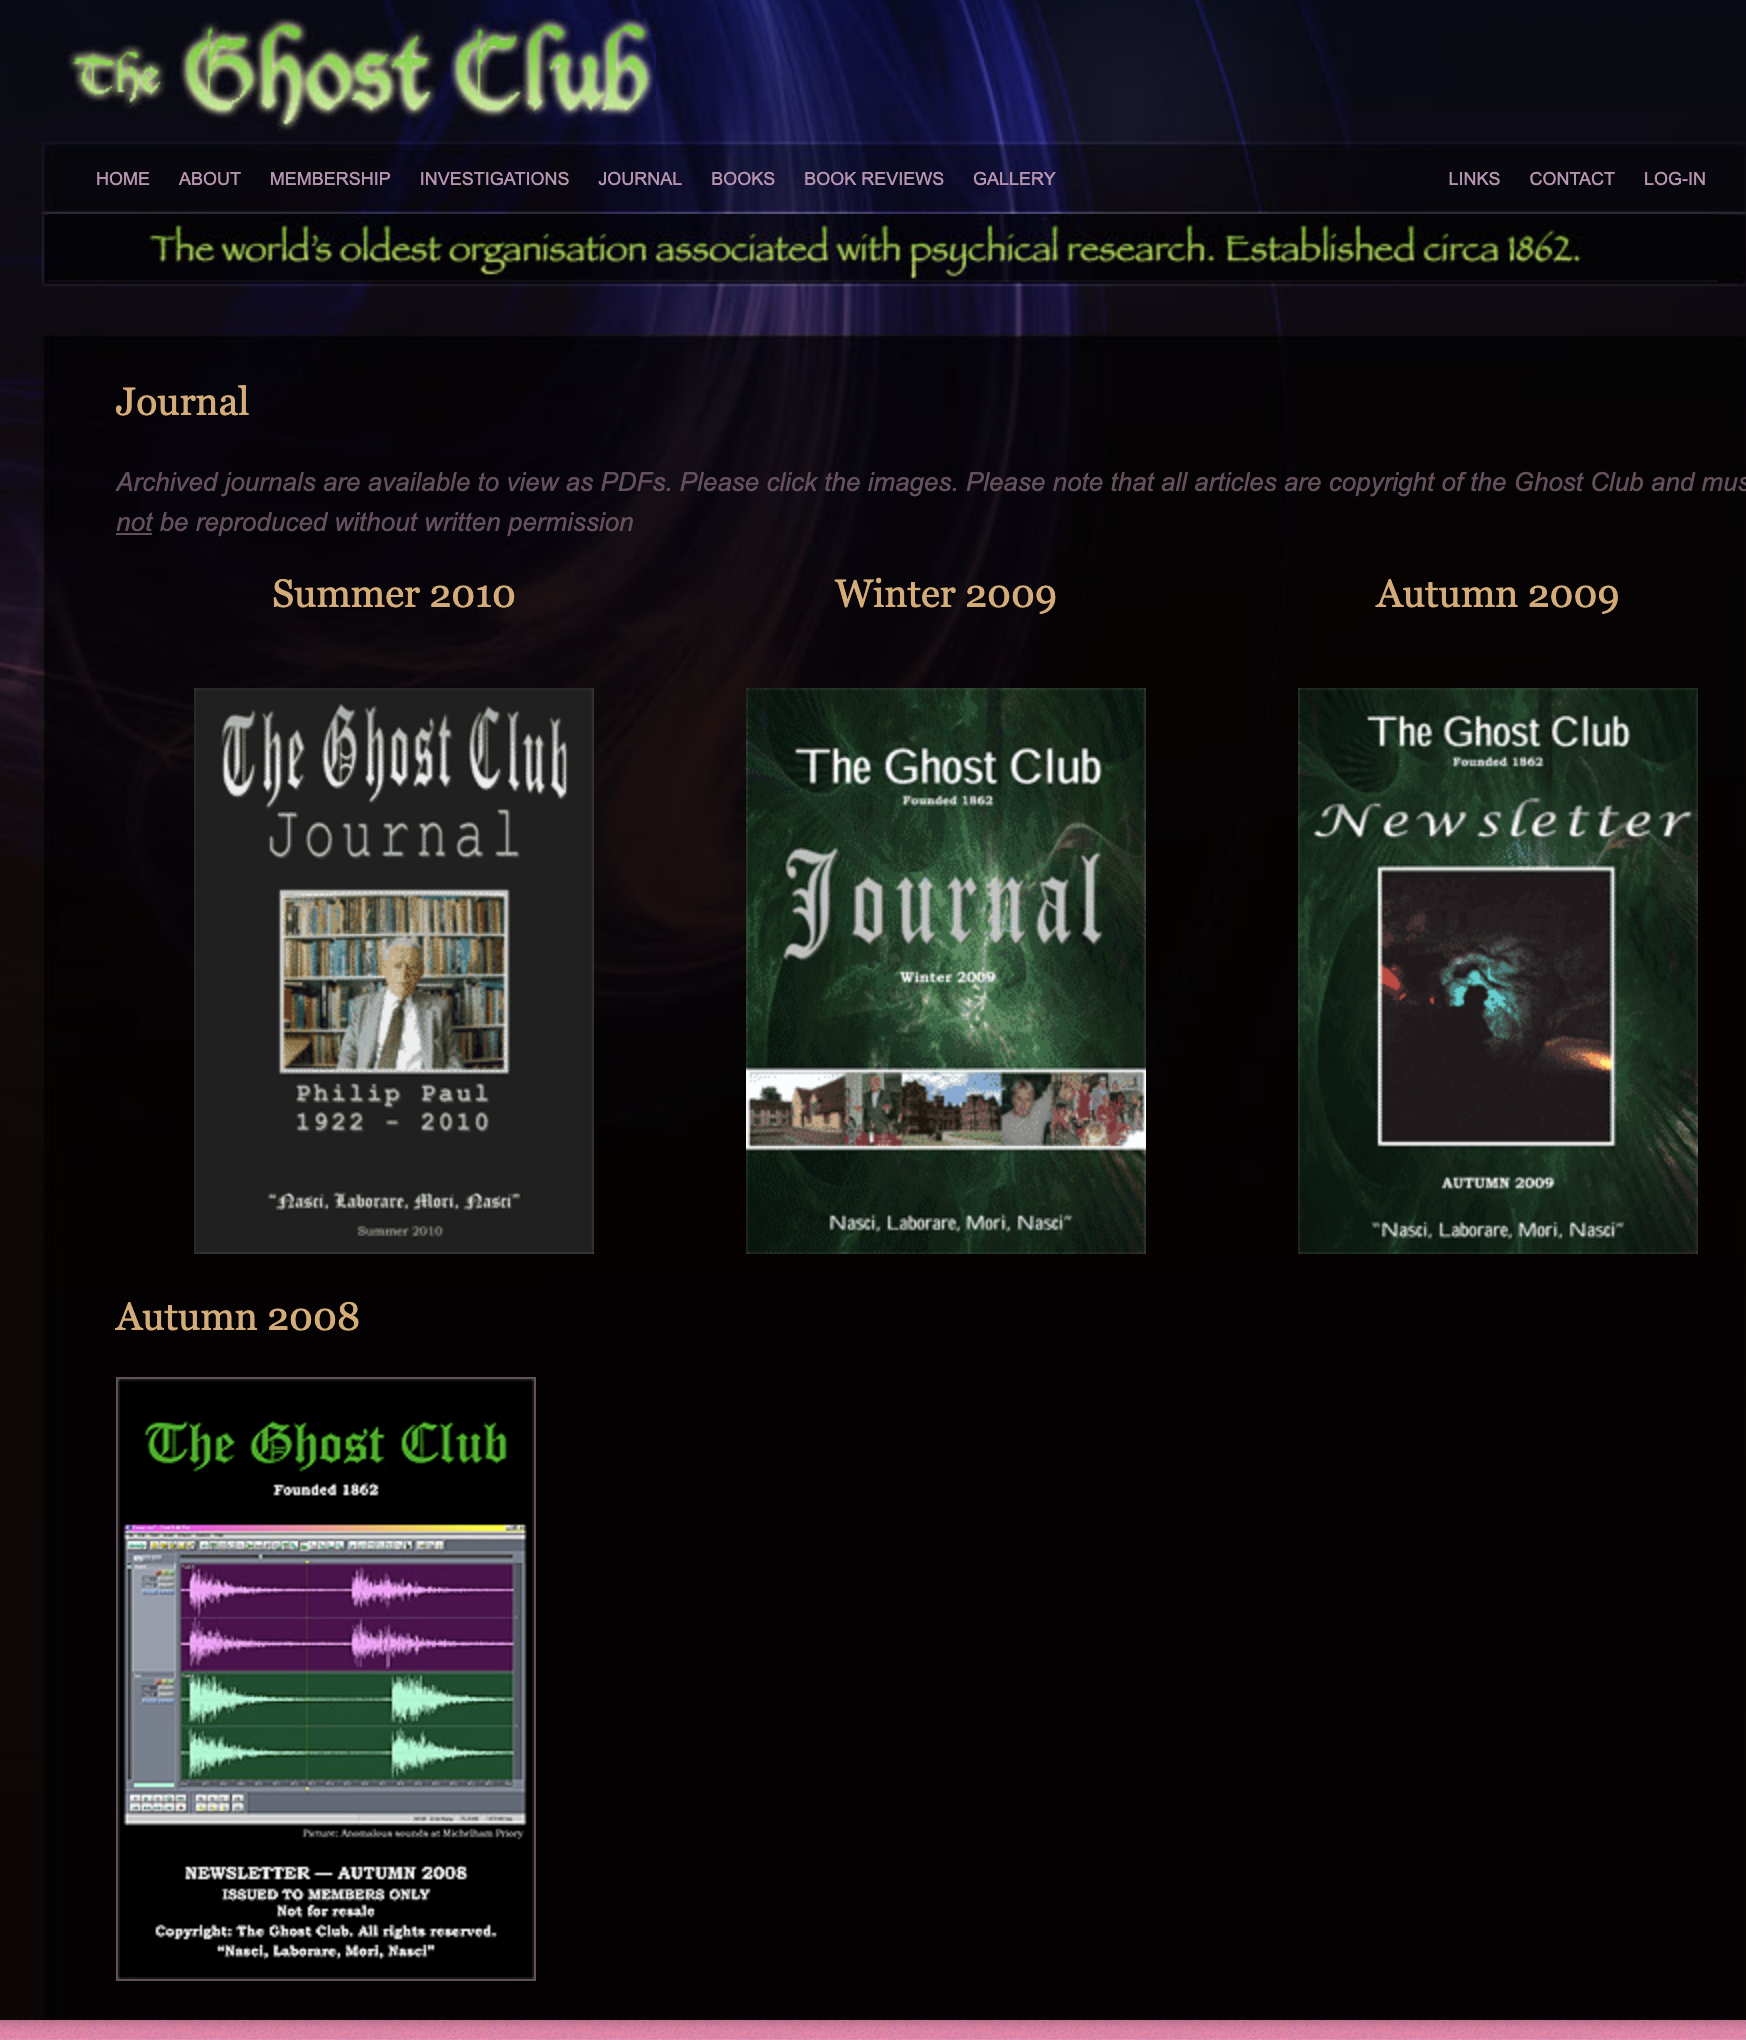 The Ghost Club
HOME ABOUT MEMBERSHIP INVESTIGATIONS JOURNAL BOOKS BOOK REVIEWS GALLERY LINKS CONTACT LOG-IN
The world's oldest organisation associated with psychical research. Established circa 1862.
Journal
Archived journals are available to view as PDFs. Please click the images. Please note that all articles are copyright of the Ghost Club and mus
not be reproduced without written permission
Summer 2010
The Ghost Club
Journal
Philip Paul
1922 - 2010
"Nasci, Laborare, Mori, Nasci"
Summer 2010
Winter 2009
The Ghost Club
Founded 1862
Journal
Winter 2009
Nasci, Laborare, Mori, Nasci"
Autumn 2009
The Ghost Club
Founded 1862
Newsletter
AUTUMN 2009
"Nasci, Laborare, Mori, Nasci"
Autumn 2008
The Ghost Club
Founded 1862
Picture: Anomalous sounds at Michelham Priory
NEWSLETTER — AUTUMN 2008
ISSUED TO MEMBERS ONLY
Not for resale
Copyright: The Ghost Club. All rights reserved.
"Nasci, Laborare, Mori, Nasci"